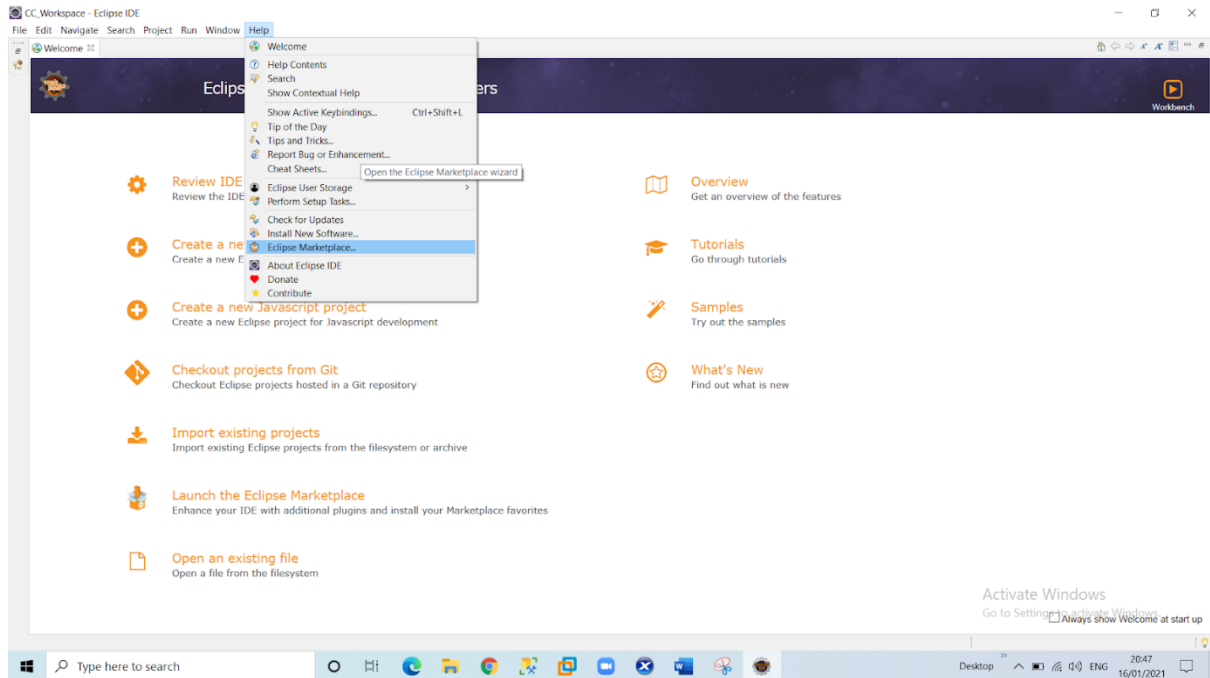 CC_Workspace - Eclipse IDE
File Edit Navigate Search Project Run Window Help
Welcome
Welcome
Help Contents
Search
Show Contextual Help
Show Active Keybindings... Ctrl+Shift+L
Tip of the Day
Tips and Tricks...
Report Bug or Enhancement...
Cheat Sheets...
Open the Eclipse Marketplace wizard
Eclipse User Storage
Perform Setup Tasks...
Check for Updates
Install New Software...
Eclipse Marketplace...
About Eclipse IDE
Donate
Contribute
Eclips
ers
Workbench
Review IDE
Review the IDE
Create a ne
Create a new E
Create a new Javascript project
Create a new Eclipse project for Javascript development
Checkout projects from Git
Checkout Eclipse projects hosted in a Git repository
Import existing projects
Import existing Eclipse projects from the filesystem or archive
Launch the Eclipse Marketplace
Enhance your IDE with additional plugins and install your Marketplace favorites
Open an existing file
Open a file from the filesystem
Overview
Get an overview of the features
Tutorials
Go through tutorials
Samples
Try out the samples
What's New
Find out what is new
Activate Windows
Go to Settings to activate Windows.
Always show Welcome at start up
Type here to search
Desktop
ENG
20:47
16/01/2021